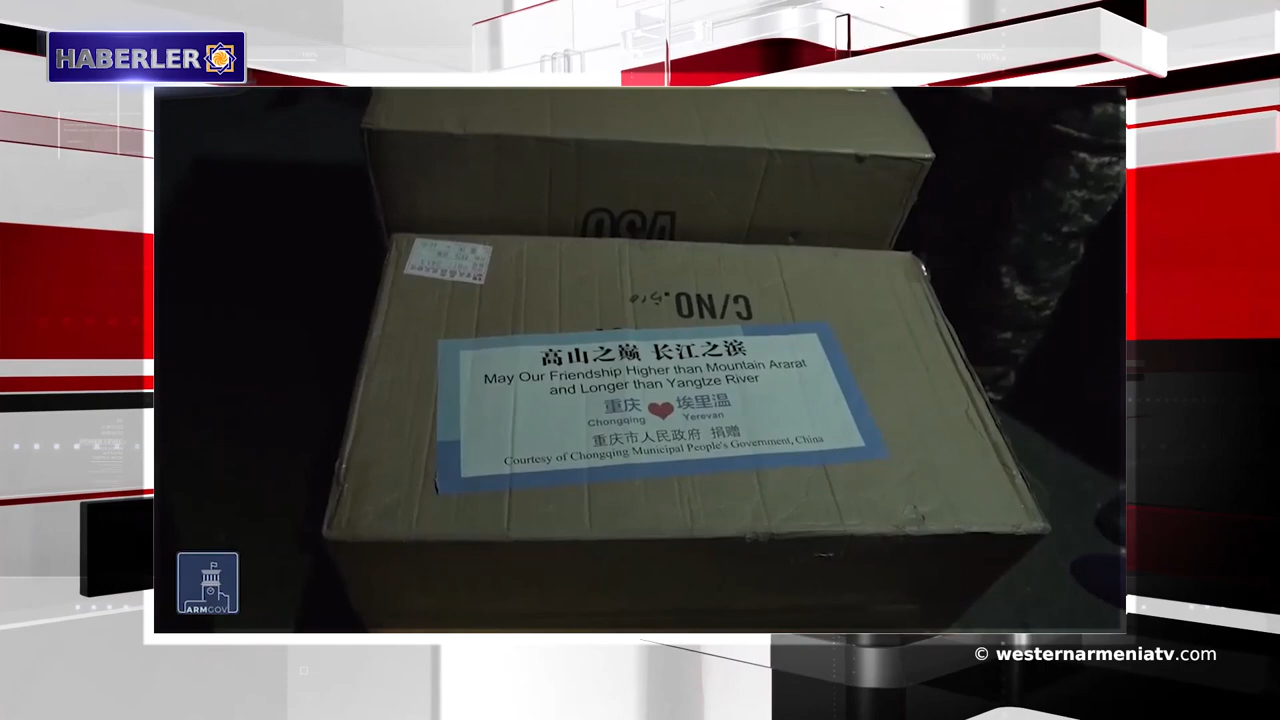 HABERLER
C/NO.
高山之巅 长江之滨
May Our Friendship Higher than Mountain Ararat
and Longer than Yangtze River
重庆 埃里温
Chongqing Yerevan
重庆市人民政府 捐赠
Courtesy of Chongqing Municipal People's Government, China
ARMGOV
© westernarmeniatv.com